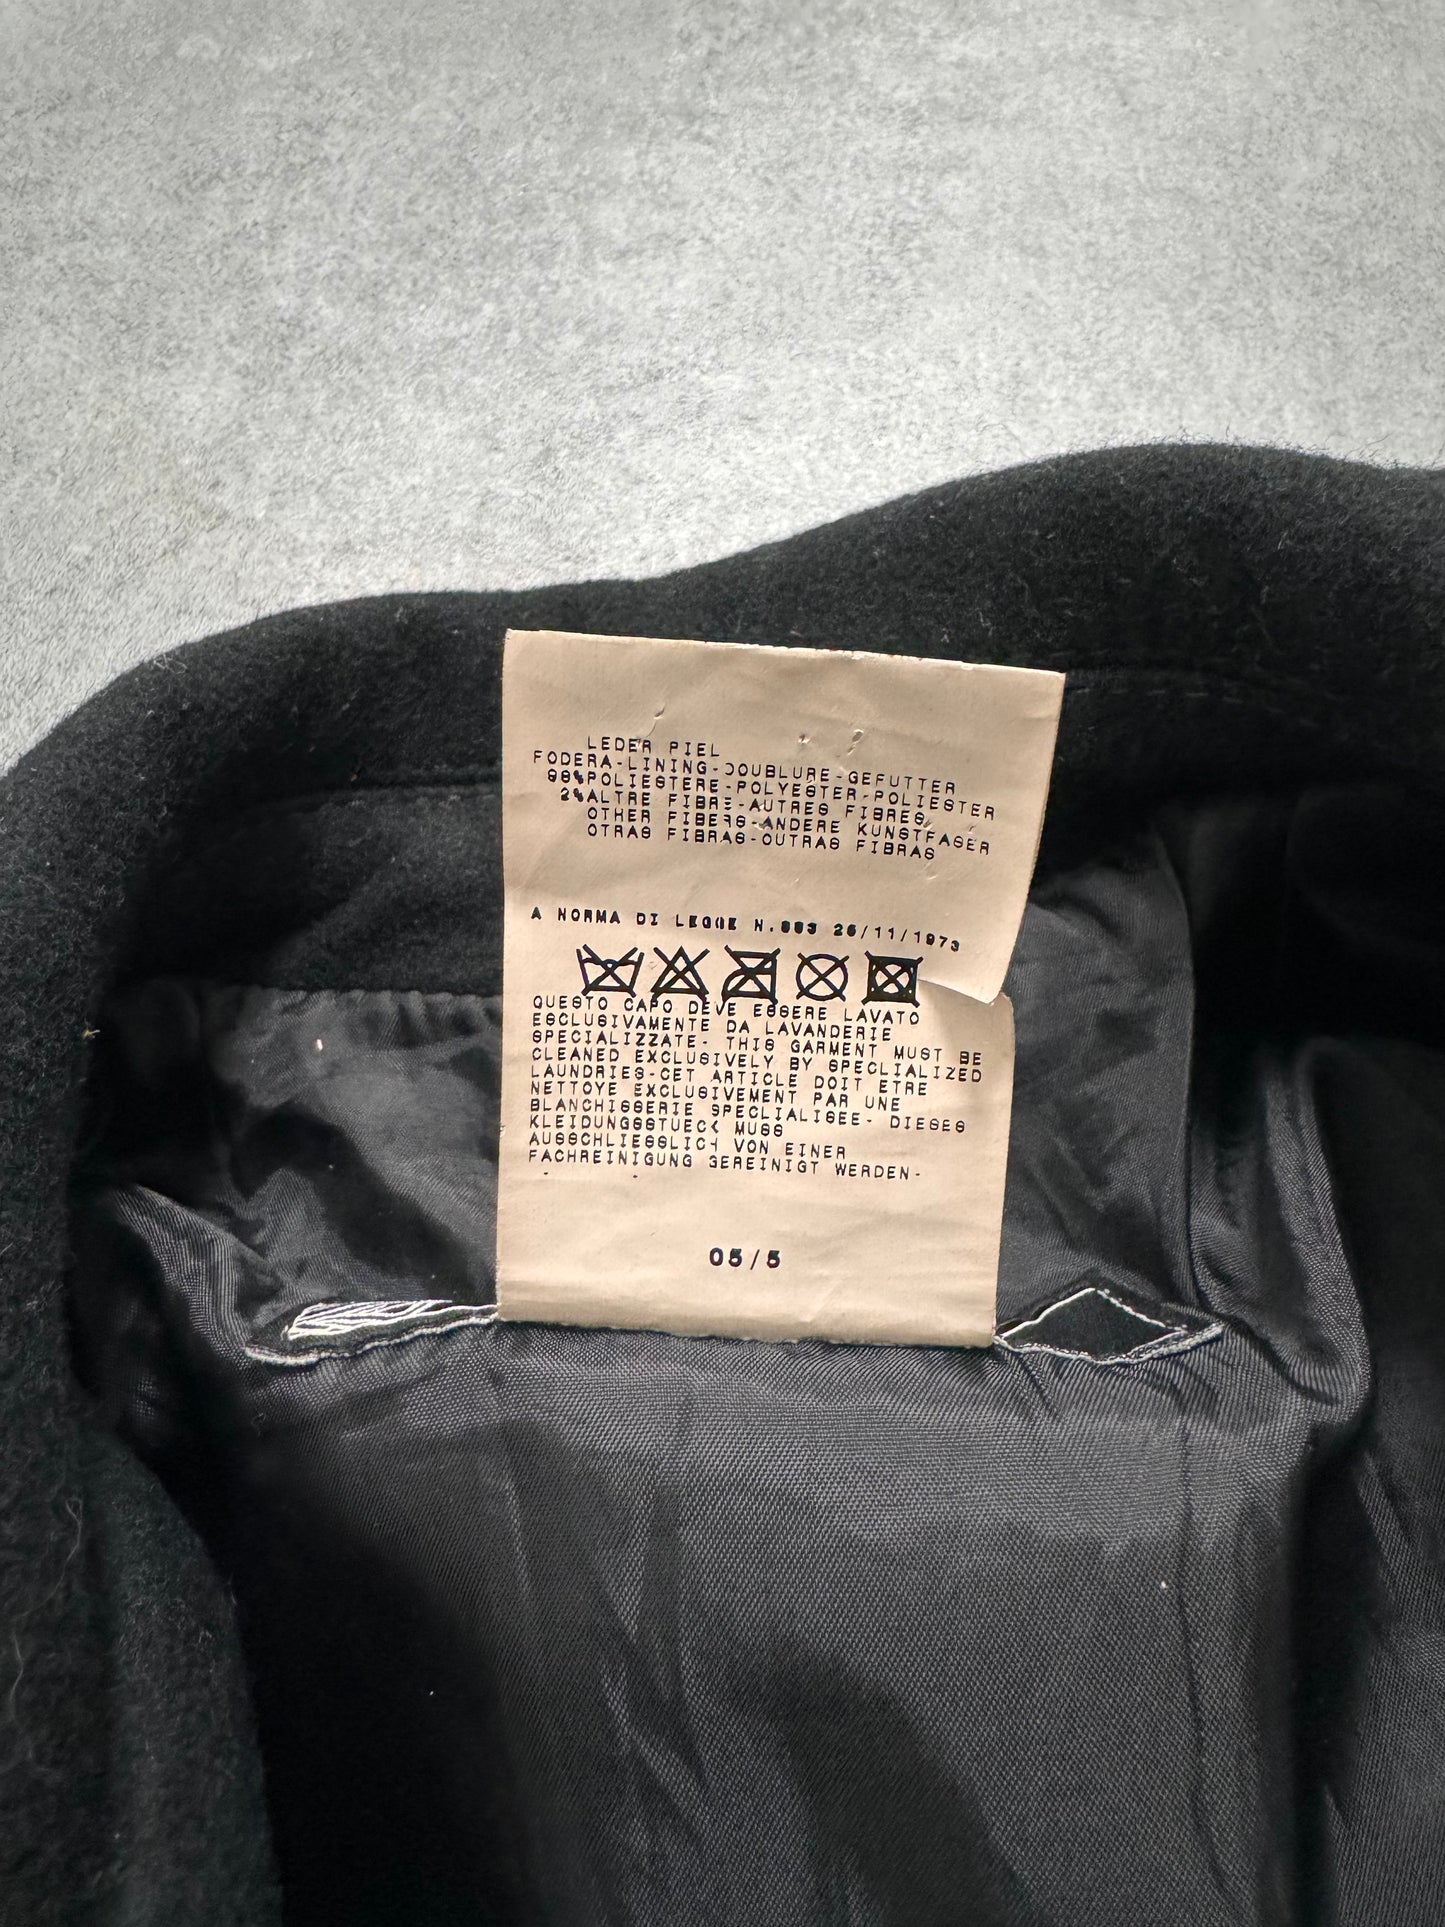 LEDER PIEL
FODERA-LINING-DOUBLURE-GEFUTTER
98%POLIESTERE-POLYESTER-POLIESTER
2%ALTRE FIBRE-AUTRES FIBRES
OTHER FIBERS-ANDERE KUNSTFASER
OTRAS FIBRAS-OUTRAS FIBRAS
A NORMA DI LEGGE N.883 26/11/1973
QUESTO CAPO DEVE ESSERE LAVATO
ESCLUSIVAMENTE DA LAVANDERIE
SPECIALIZZATE- THIS GARMENT MUST BE
CLEANED EXCLUSIVELY BY SPECLIALIZED
LAUNDRIES-CET ARTICLE DOIT ETRE
NETTOYE EXCLUSIVEMENT PAR UNE
BLANCHISSERIE SPECLIALISEE- DIESES
KLEIDUNGSSTUECK MUSS
AUSSCHLIESSLICH VON EINER
FACHREINIGUNG GEREINIGT WERDEN-
05/5